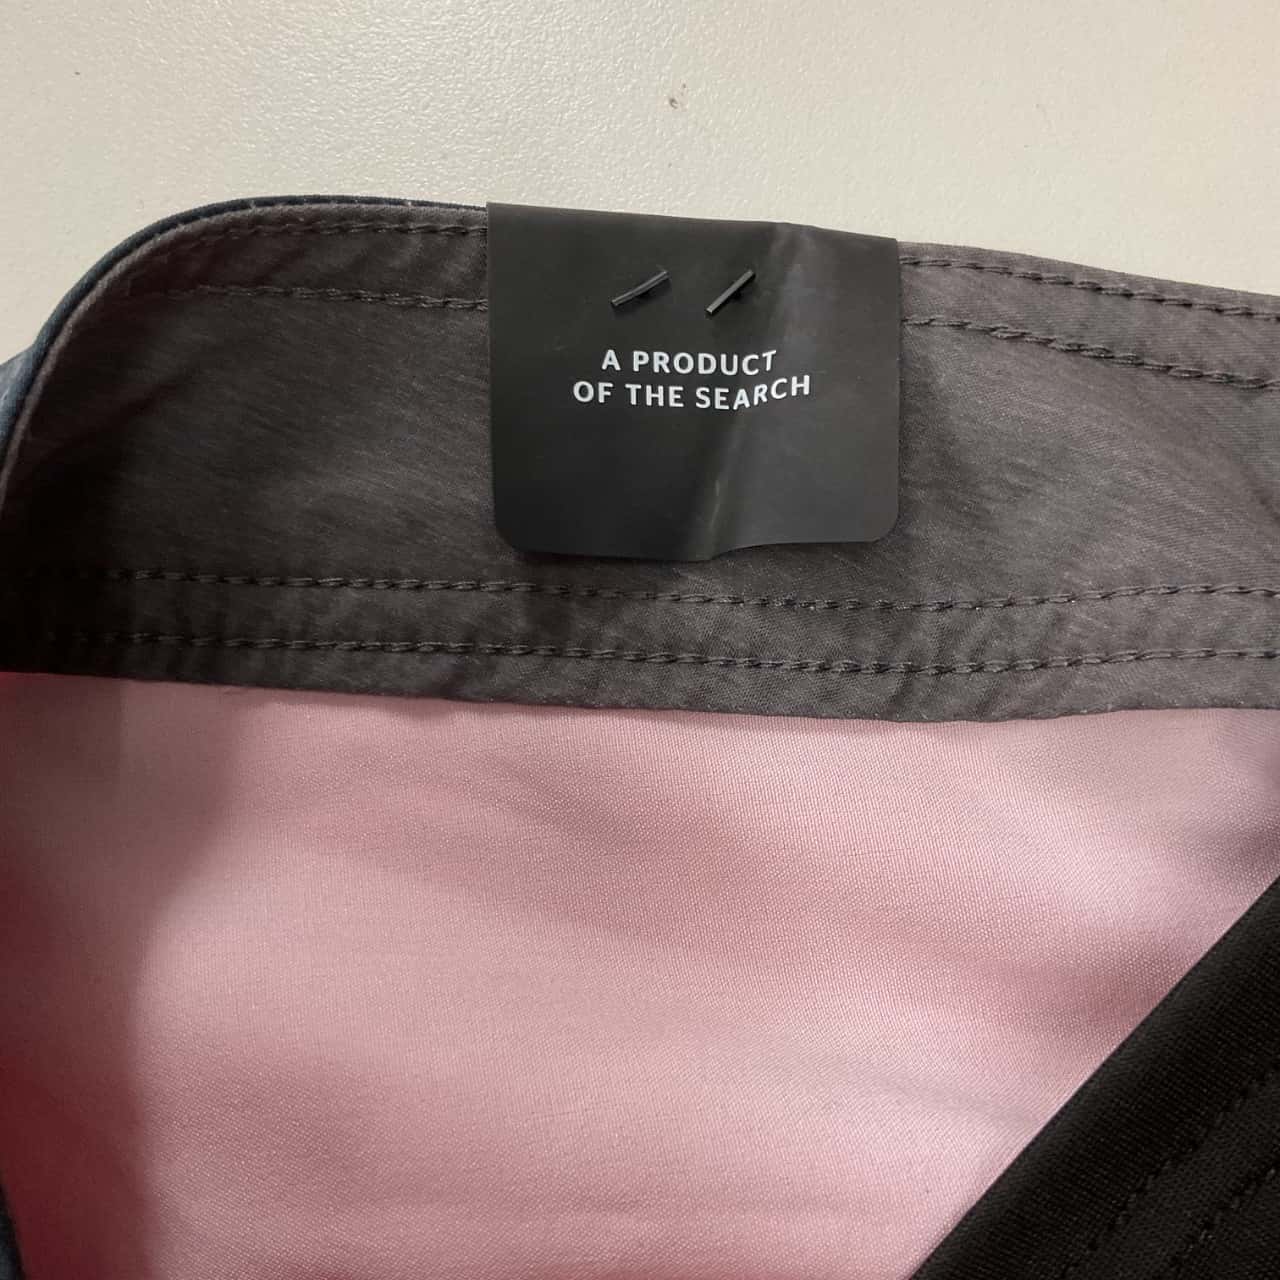 A PRODUCT
OF THE SEARCH